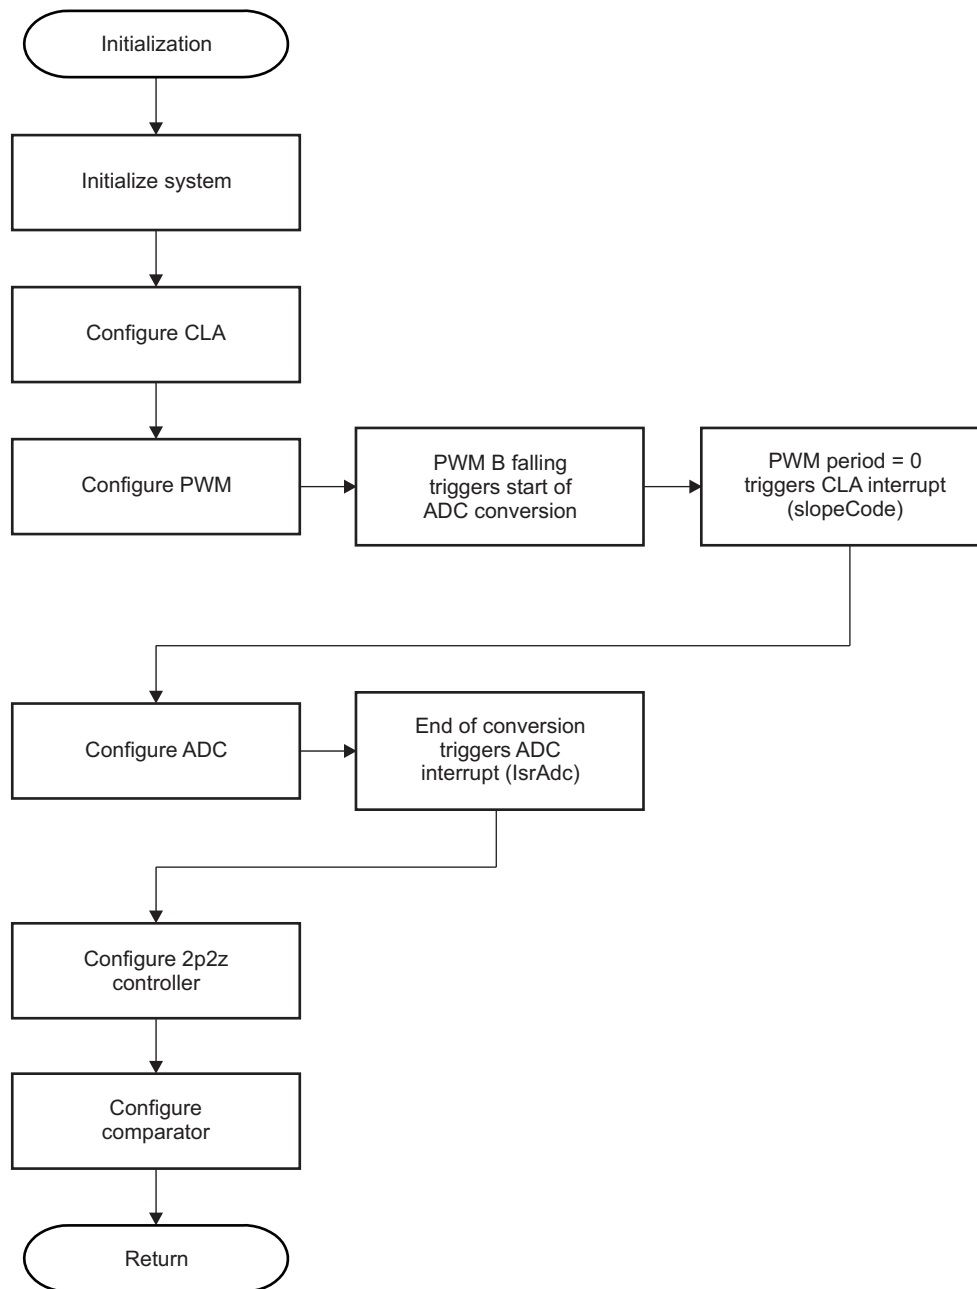 Initialization
Initialize system
Configure CLA
Configure PWM
PWM B falling
triggers start of
ADC conversion
PWM period = 0
triggers CLA interrupt
(slopeCode)
Configure ADC
End of conversion
triggers ADC
interrupt (IsrAdc)
Configure 2p2z
controller
Configure
comparator
Return